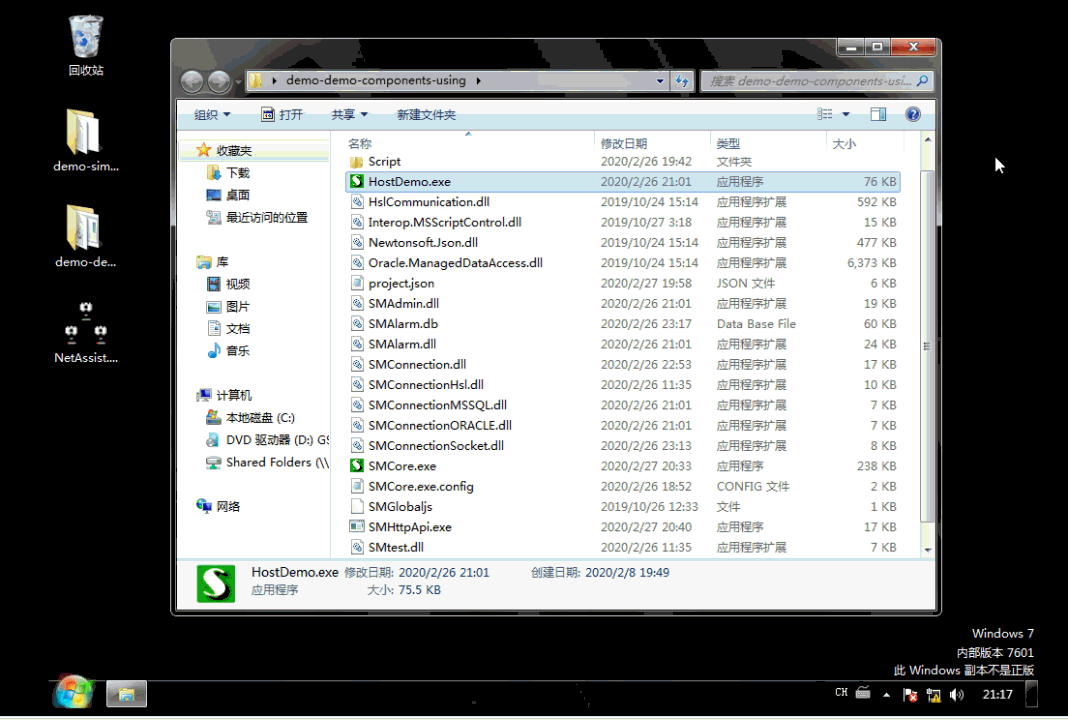 回收站
demo-sim...
demo-de...
NetAssist....
demo-demo-components-using
搜素 demo-demo-components-usi...
组织
打开
共享
新建文件夹
收藏夹
下载
桌面
最近访问的位置
库
视频
图片
文档
音乐
计算机
本地磁盘 (C:)
DVD 驱动器 (D:) GS
Shared Folders (\\
网络
名称 修改日期 类型 大小
Script 2020/2/26 19:42 文件夹
HostDemo.exe 2020/2/26 21:01 应用程序 76 KB
HslCommunication.dll 2019/10/24 15:14 应用程序扩展 592 KB
Interop.MSScriptControl.dll 2019/10/27 3:18 应用程序扩展 15 KB
Newtonsoft.Json.dll 2019/10/24 15:14 应用程序扩展 477 KB
Oracle.ManagedDataAccess.dll 2019/10/24 15:14 应用程序扩展 6,373 KB
project.json 2020/2/27 19:58 JSON 文件 6 KB
SMAdmin.dll 2020/2/26 21:01 应用程序扩展 19 KB
SMAlarm.db 2020/2/26 23:17 Data Base File 60 KB
SMAlarm.dll 2020/2/26 21:01 应用程序扩展 24 KB
SMConnection.dll 2020/2/26 22:53 应用程序扩展 17 KB
SMConnectionHsl.dll 2020/2/26 11:35 应用程序扩展 10 KB
SMConnectionMSSQL.dll 2020/2/26 21:01 应用程序扩展 7 KB
SMConnectionORACLE.dll 2020/2/26 21:01 应用程序扩展 7 KB
SMConnectionSocket.dll 2020/2/26 23:13 应用程序扩展 8 KB
SMCore.exe 2020/2/27 20:33 应用程序 238 KB
SMCore.exe.config 2020/2/26 18:52 CONFIG 文件 2 KB
SMGlobaljs 2019/10/26 12:33 文件 1 KB
SMHttpApi.exe 2020/2/27 20:40 应用程序 17 KB
SMtest.dll 2020/2/26 11:35 应用程序扩展 7 KB
HostDemo.exe 修改日期: 2020/2/26 21:01 创建日期: 2020/2/8 19:49
应用程序 大小: 75.5 KB
Windows 7
内部版本 7601
此 Windows 副本不是正版
CH 21:17